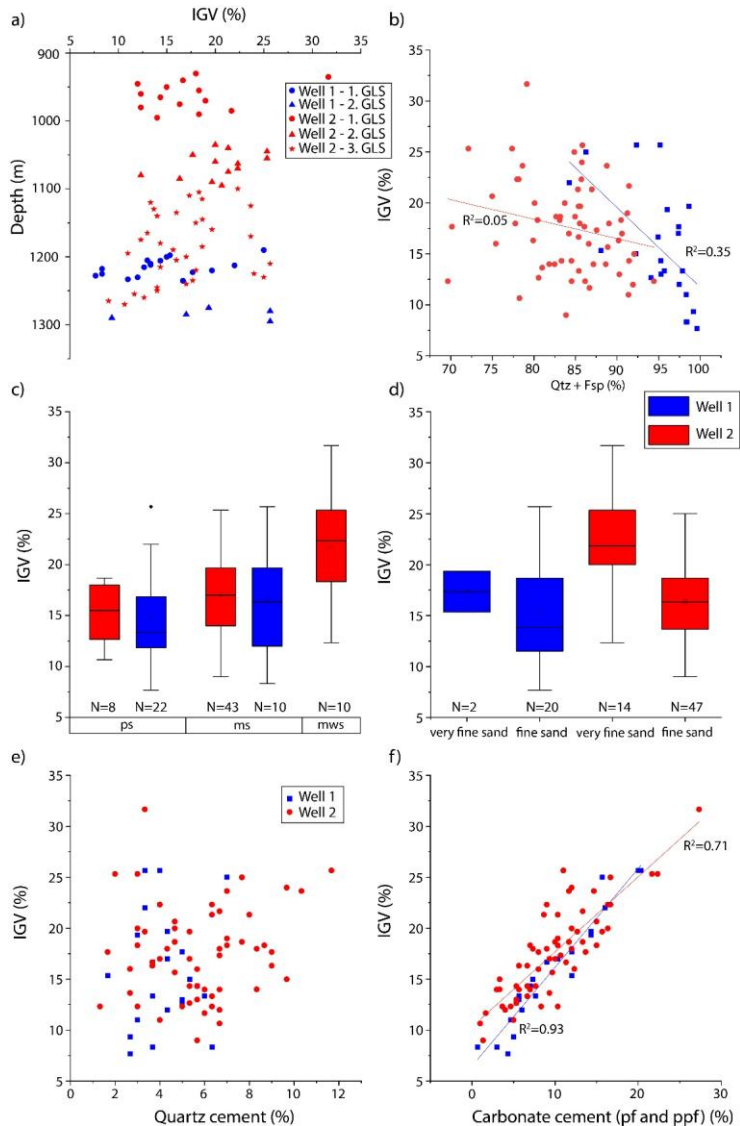 a)
IGV (%)
5 10 15 20 25 30 35
900
1000
1100
1200
1300
Depth (m)
Well 1 - 1. GLS
Well 1 - 2. GLS
Well 2 - 1. GLS
Well 2 - 2. GLS
Well 2 - 3. GLS
b)
35
30
25
20
15
10
5
IGV (%)
R²=0.05
R²=0.35
70 75 80 85 90 95 100
Qtz + Fsp (%)
c)
35
30
25
20
15
10
5
IGV (%)
N=8 N=22 N=43 N=10 N=10
ps ms mws
d)
Well 1
Well 2
35
30
25
20
15
10
5
IGV (%)
N=2 N=20 N=14 N=47
very fine sand fine sand very fine sand fine sand
e)
Well 1
Well 2
35
30
25
20
15
10
5
IGV (%)
0 2 4 6 8 10 12
Quartz cement (%)
f)
35
30
25
20
15
10
5
IGV (%)
R²=0.71
R²=0.93
0 10 20 30
Carbonate cement (pf and ppf) (%)